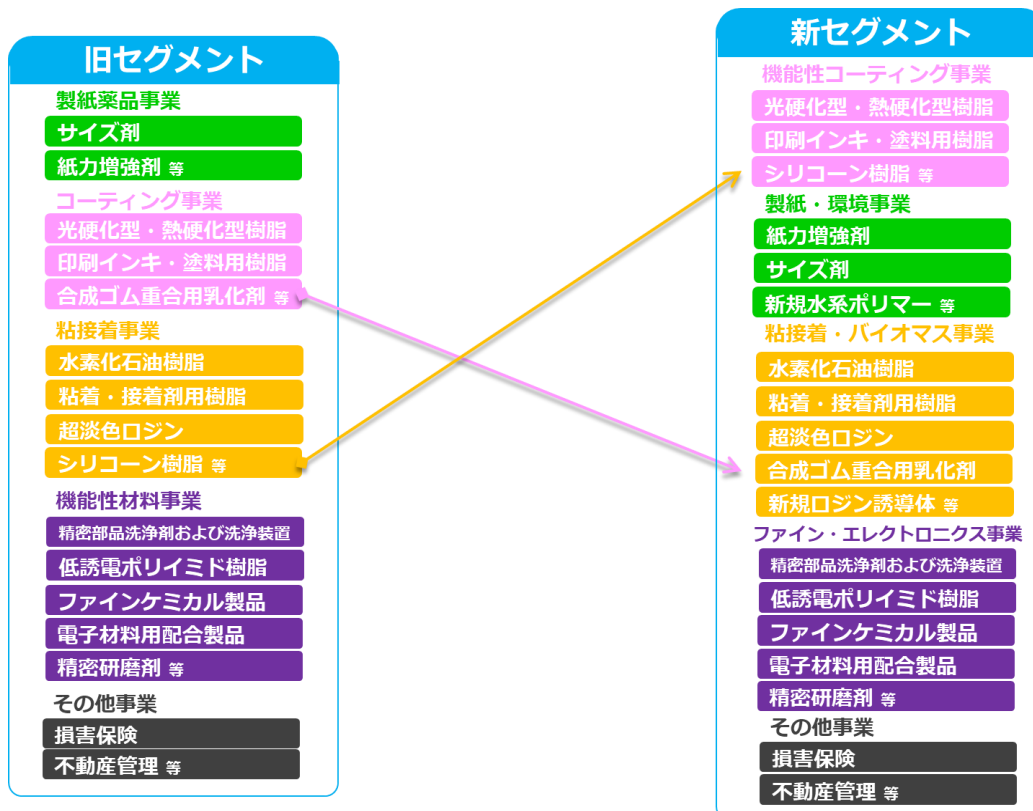 旧セグメント
製紙薬品事業
サイズ剤
紙力増強剤 等
コーティング事業
光硬化型・熱硬化型樹脂
印刷インキ・塗料用樹脂
合成ゴム重合用乳化剤 等
粘接着事業
水素化石油樹脂
粘着・接着剤用樹脂
超淡色ロジン
シリコーン樹脂 等
機能性材料事業
精密部品洗浄剤および洗浄装置
低誘電ポリイミド樹脂
ファインケミカル製品
電子材料用配合製品
精密研磨剤 等
その他事業
損害保険
不動産管理 等
新セグメント
機能性コーティング事業
光硬化型・熱硬化型樹脂
印刷インキ・塗料用樹脂
シリコーン樹脂 等
製紙・環境事業
紙力増強剤
サイズ剤
新規水系ポリマー 等
粘接着・バイオマス事業
水素化石油樹脂
粘着・接着剤用樹脂
超淡色ロジン
合成ゴム重合用乳化剤
新規ロジン誘導体 等
ファイン・エレクトロニクス事業
精密部品洗浄剤および洗浄装置
低誘電ポリイミド樹脂
ファインケミカル製品
電子材料用配合製品
精密研磨剤 等
その他事業
損害保険
不動産管理 等